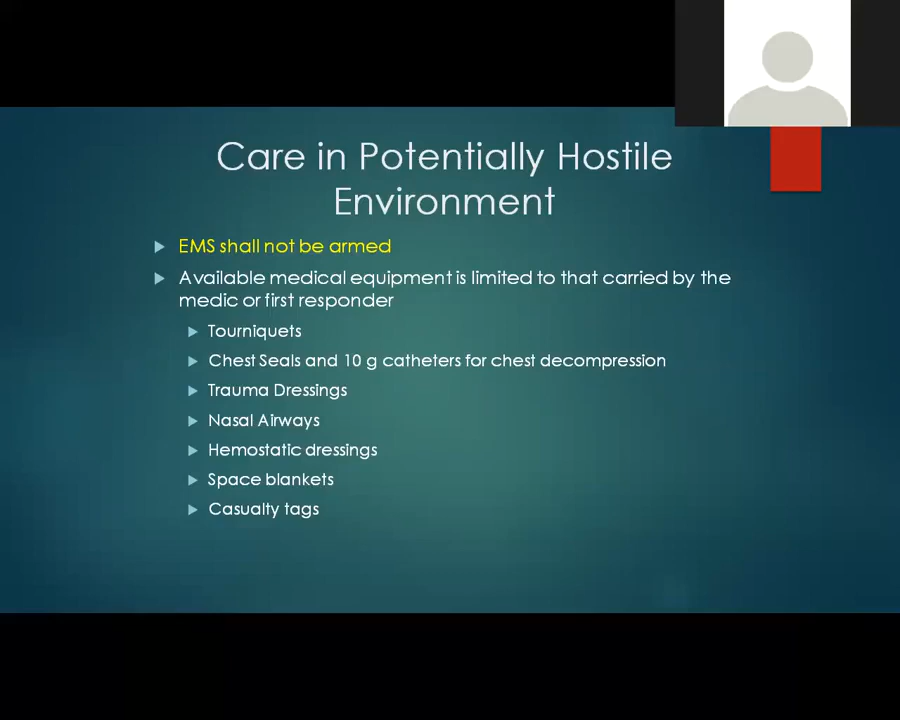 Care in Potentially Hostile
Environment
EMS shall not be armed
Available medical equipment is limited to that carried by the
medic or first responder
Tourniquets
Chest Seals and 10 g catheters for chest decompression
Trauma Dressings
Nasal Airways
Hemostatic dressings
Space blankets
Casualty tags